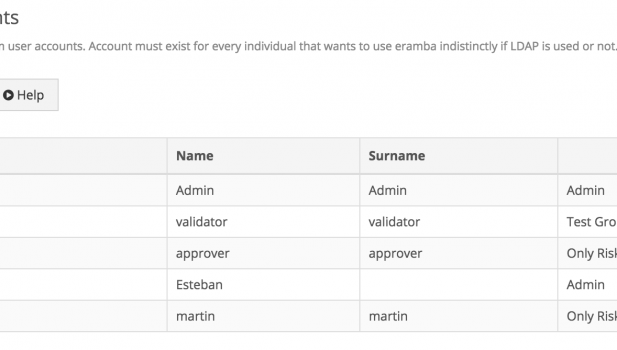 nts
m user accounts. Account must exist for every individual that wants to use eramba indistinctly if LDAP is used or not.
Help
Name Surname
Admin Admin Admin
validator validator Test Gro
approver approver Only Risk
Esteban Admin
martin martin Only Risk